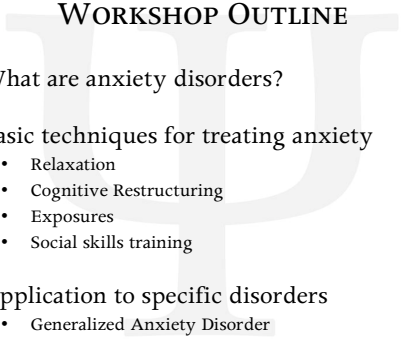 WORKSHOP OUTLINE
What are anxiety disorders?
asic techniques for treating anxiety
• Relaxation
• Cognitive Restructuring
• Exposures
• Social skills training
pplication to specific disorders
• Generalized Anxiety Disorder